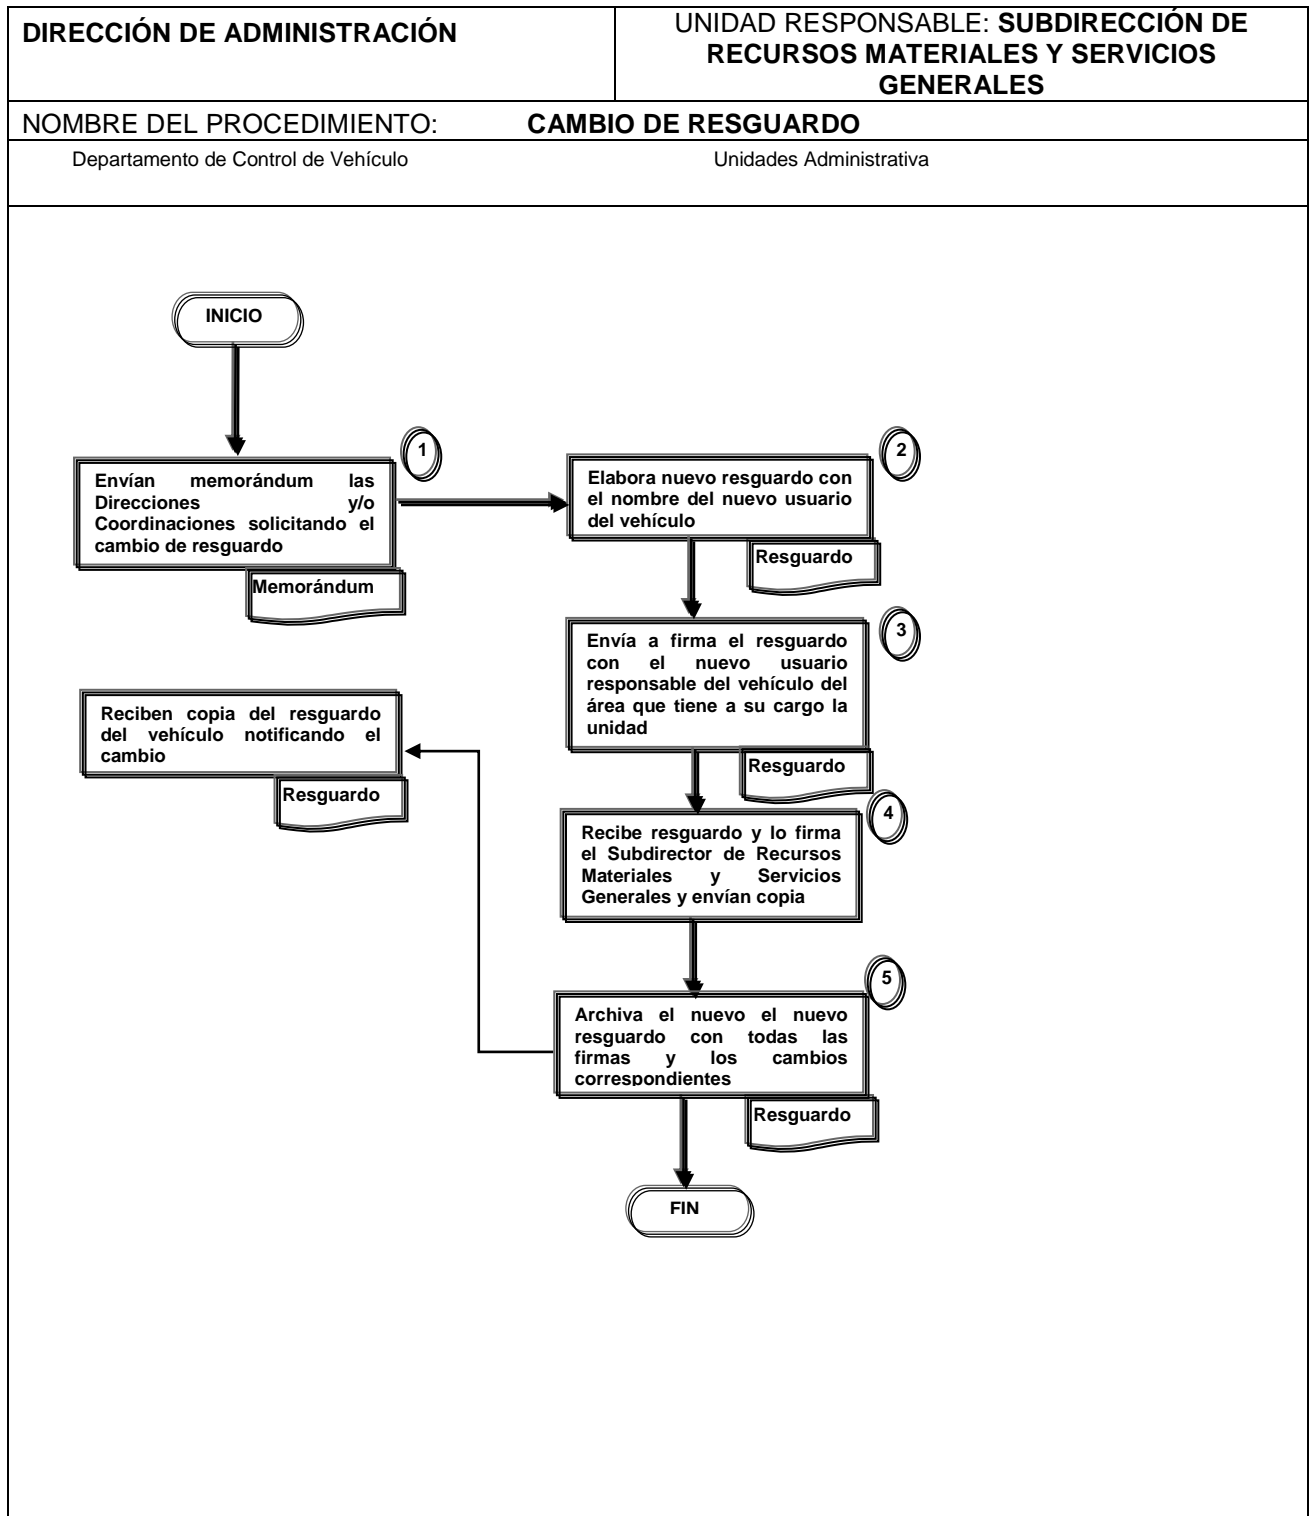 DIRECCIÓN DE ADMINISTRACIÓN
UNIDAD RESPONSABLE: SUBDIRECCIÓN DE
RECURSOS MATERIALES Y SERVICIOS
GENERALES
NOMBRE DEL PROCEDIMIENTO: CAMBIO DE RESGUARDO
Departamento de Control de Vehículo
Unidades Administrativa
INICIO
1
Envían memorándum las
Direcciones y/o
Coordinaciones solicitando el
cambio de resguardo
Memorándum
2
Elabora nuevo resguardo con
el nombre del nuevo usuario
del vehículo
Resguardo
3
Envía a firma el resguardo
con el nuevo usuario
responsable del vehículo del
área que tiene a su cargo la
unidad
Resguardo
Reciben copia del resguardo
del vehículo notificando el
cambio
Resguardo
4
Recibe resguardo y lo firma
el Subdirector de Recursos
Materiales y Servicios
Generales y envían copia
5
Archiva el nuevo el nuevo
resguardo con todas las
firmas y los cambios
correspondientes
Resguardo
FIN